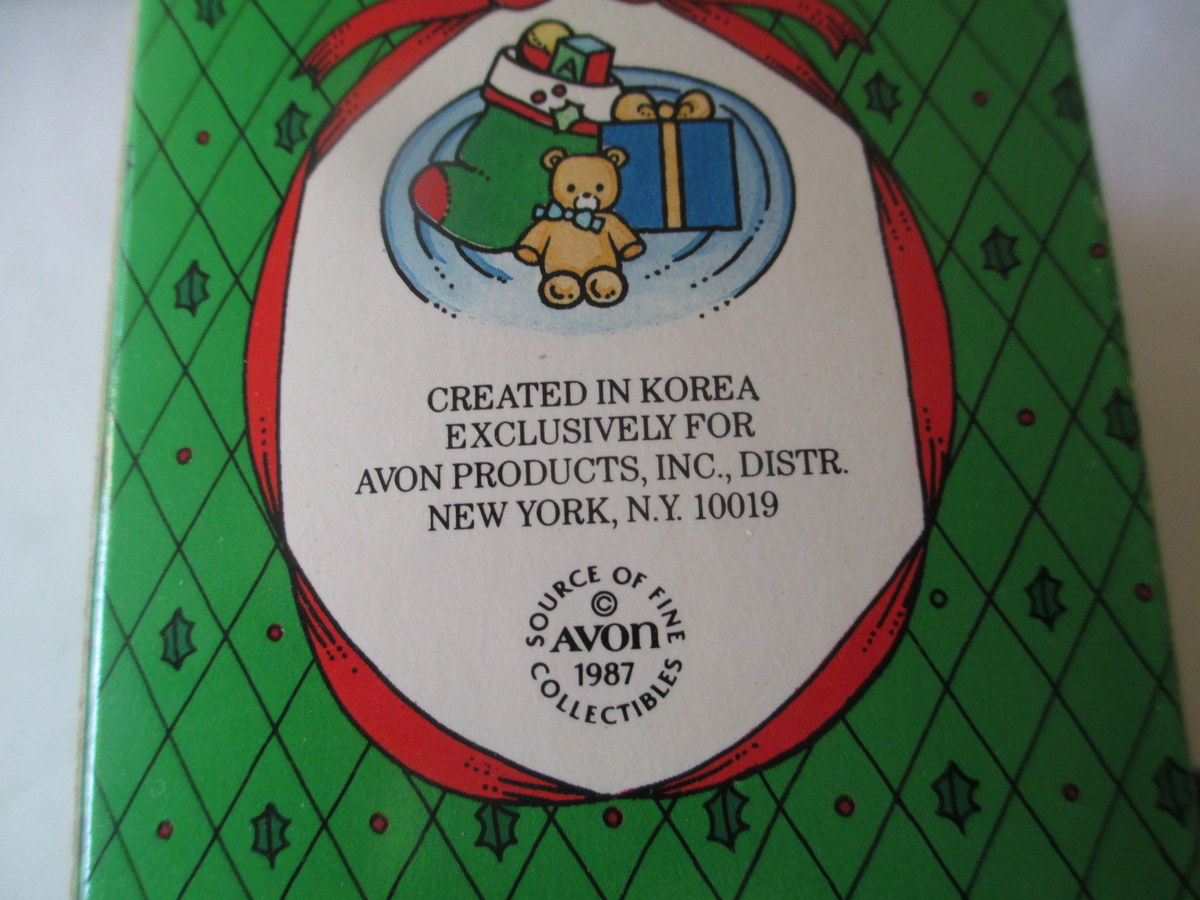 A
CREATED IN KOREA
EXCLUSIVELY FOR
AVON PRODUCTS, INC., DISTR.
NEW YORK, N.Y. 10019
SOURCE OF FINE
©
AVON
1987
COLLECTIBLES